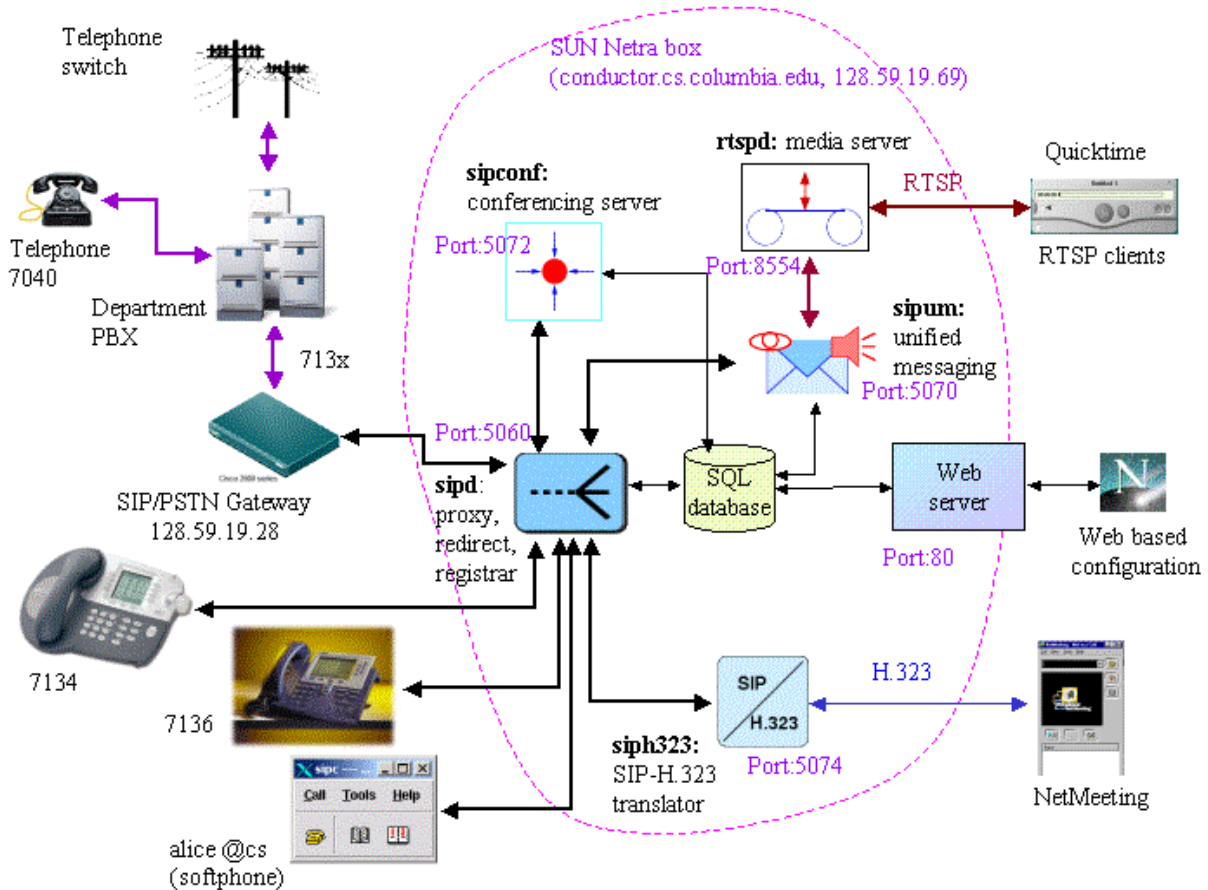 Telephone
switch
SUN Netra box
(conductor.cs.columbia.edu, 128.59.19.69)
rtspd: media server
Quicktime
sipconf:
conferencing server
RTSP
Port:5072
Port:8554
RTSP clients
Telephone
7040
Department
PBX
sipum:
unified
messaging
713x
Port:5070
Port:5060
Cisco 2600 series
SIP/PSTN Gateway
128.59.19.28
sipd:
proxy,
redirect,
registrar
SQL
database
Web
server
N
Web based
configuration
Port:80
7134
7136
SIP
H.323
H.323
siph323:
SIP-H.323
translator
Port:5074
NetMeeting
sipc
Call Tools Help
alice @cs
(softphone)